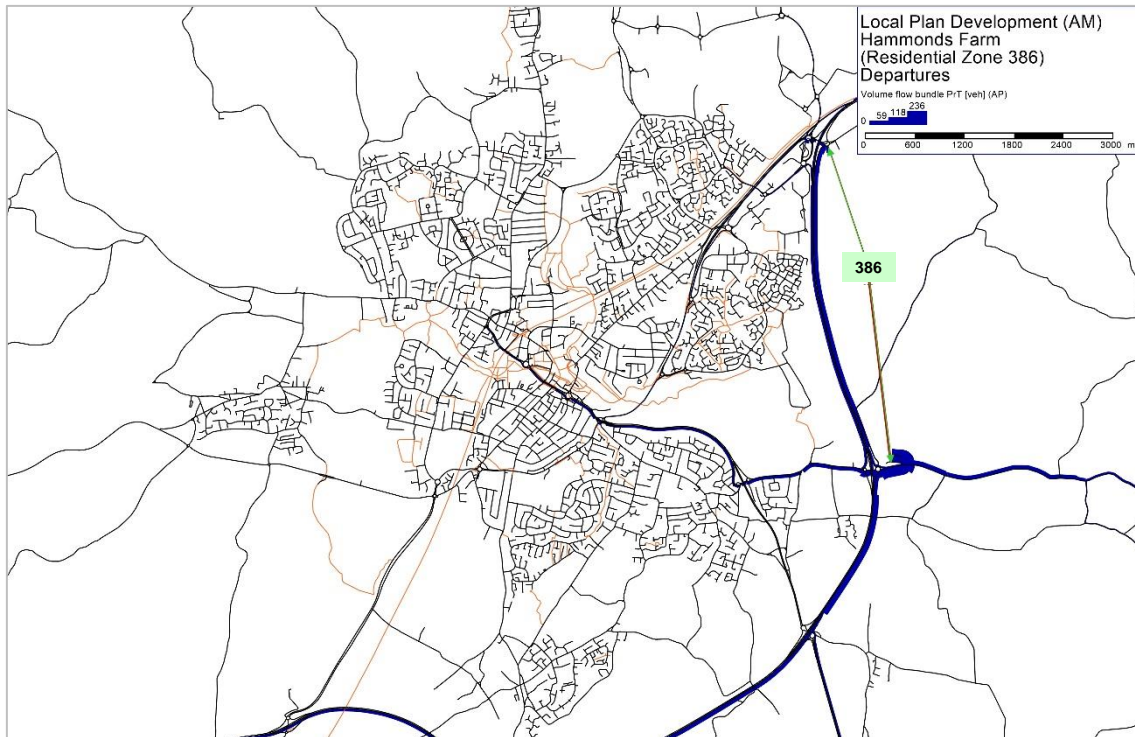 Local Plan Development (AM)
Hammonds Farm
(Residential Zone 386)
Departures
Volume flow bundle PrT [veh] (AP)
0 59 118 236
0 600 1200 1800 2400 3000 m
386